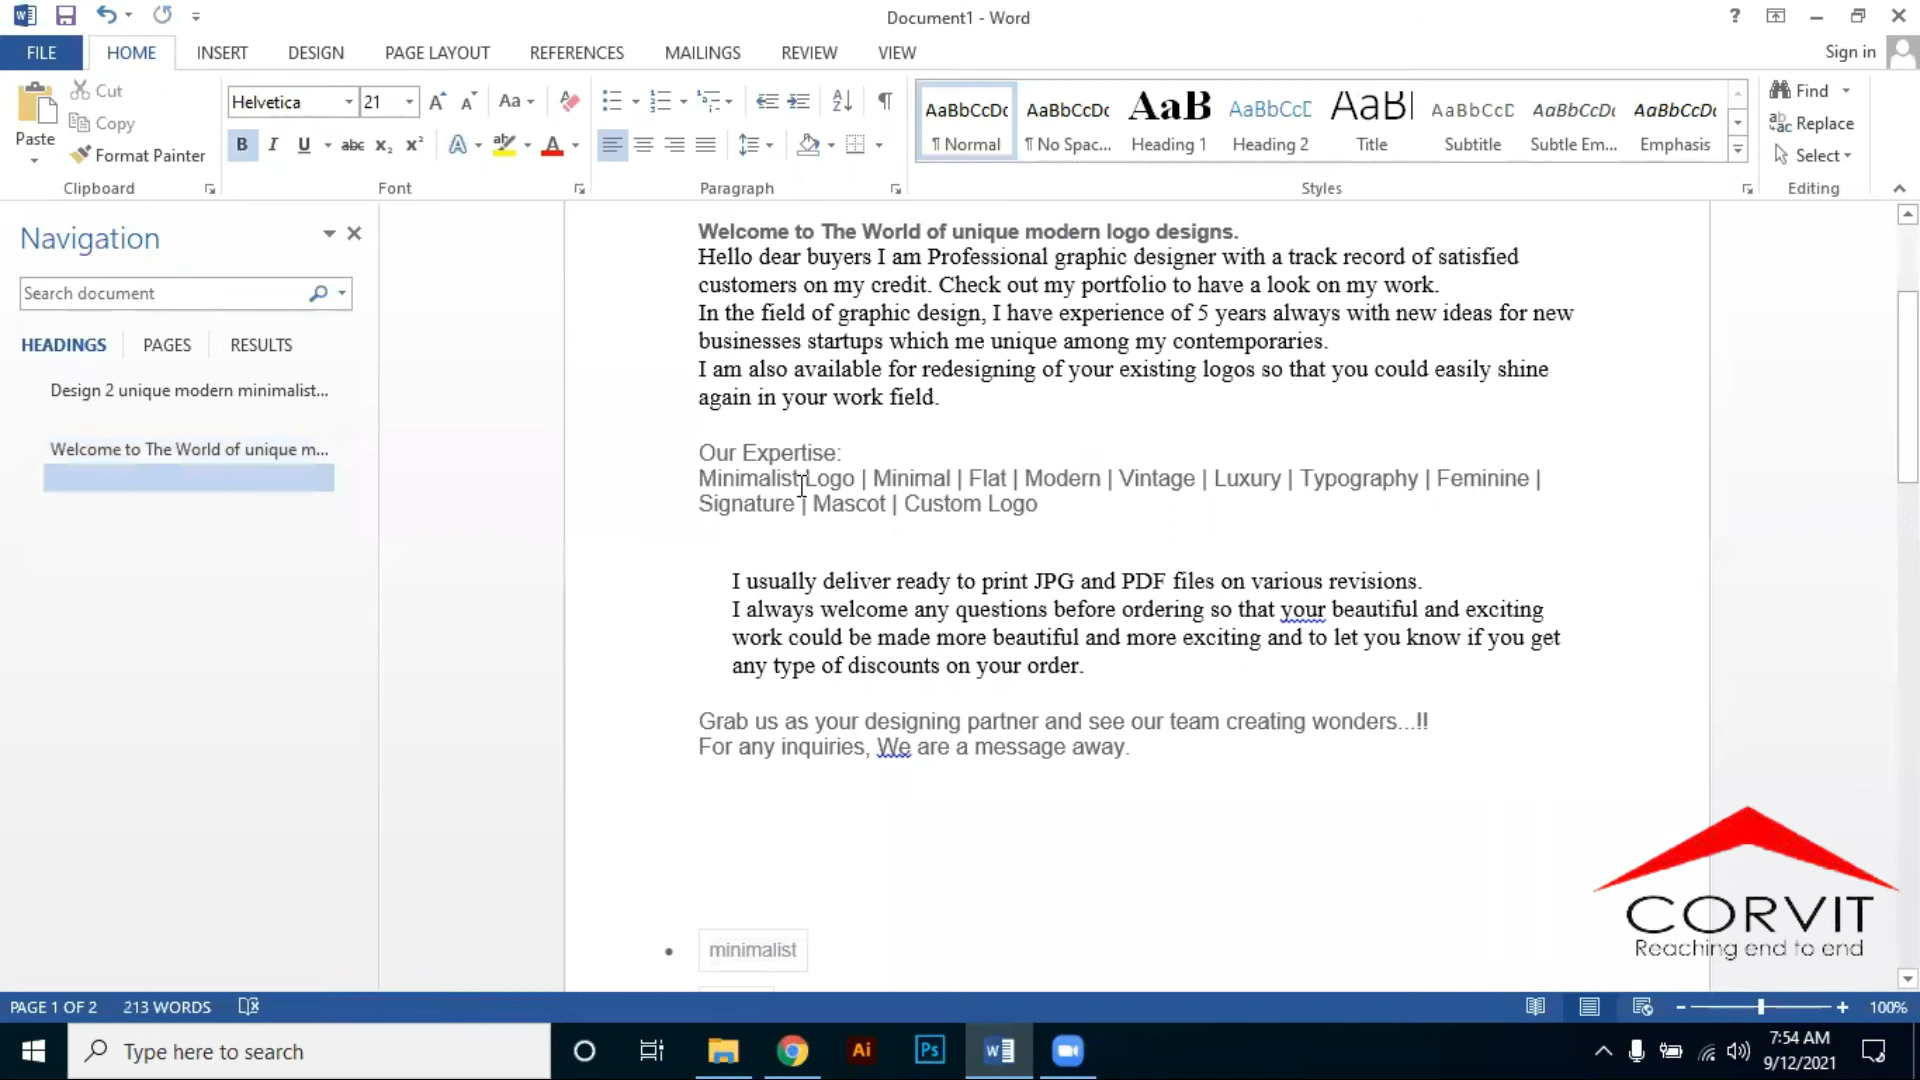 Document1 - Word
?
FILE
HOME
INSERT
DESIGN
PAGE LAYOUT
REFERENCES
MAILINGS
REVIEW
VIEW
Sign in
Paste
Cut
Copy
Format Painter
Clipboard
Helvetica
21
Aa
B I U abc x₂ x² A ab A
Font
Paragraph
AaBbCcDc
¶ Normal
AaBbCcDc
¶ No Spac...
AaB
Heading 1
AaBbCcD
Heading 2
AaBl
Title
AaBbCcD
Subtitle
AaBbCcDc
Subtle Em...
AaBbCcDc
Emphasis
Styles
Find
Replace
Select
Editing
Navigation
Search document
HEADINGS
PAGES
RESULTS
Design 2 unique modern minimalist...
Welcome to The World of unique m...
Welcome to The World of unique modern logo designs.
Hello dear buyers I am Professional graphic designer with a track record of satisfied
customers on my credit. Check out my portfolio to have a look on my work.
In the field of graphic design, I have experience of 5 years always with new ideas for new
businesses startups which me unique among my contemporaries.
I am also available for redesigning of your existing logos so that you could easily shine
again in your work field.
Our Expertise:
Minimalist Logo | Minimal | Flat | Modern | Vintage | Luxury | Typography | Feminine |
Signature | Mascot | Custom Logo
I usually deliver ready to print JPG and PDF files on various revisions.
I always welcome any questions before ordering so that your beautiful and exciting
work could be made more beautiful and more exciting and to let you know if you get
any type of discounts on your order.
Grab us as your designing partner and see our team creating wonders...!!
For any inquiries, We are a message away.
• minimalist
CORVIT
Reaching end to end
PAGE 1 OF 2
213 WORDS
100%
Type here to search
Ai
Ps
7:54 AM
9/12/2021